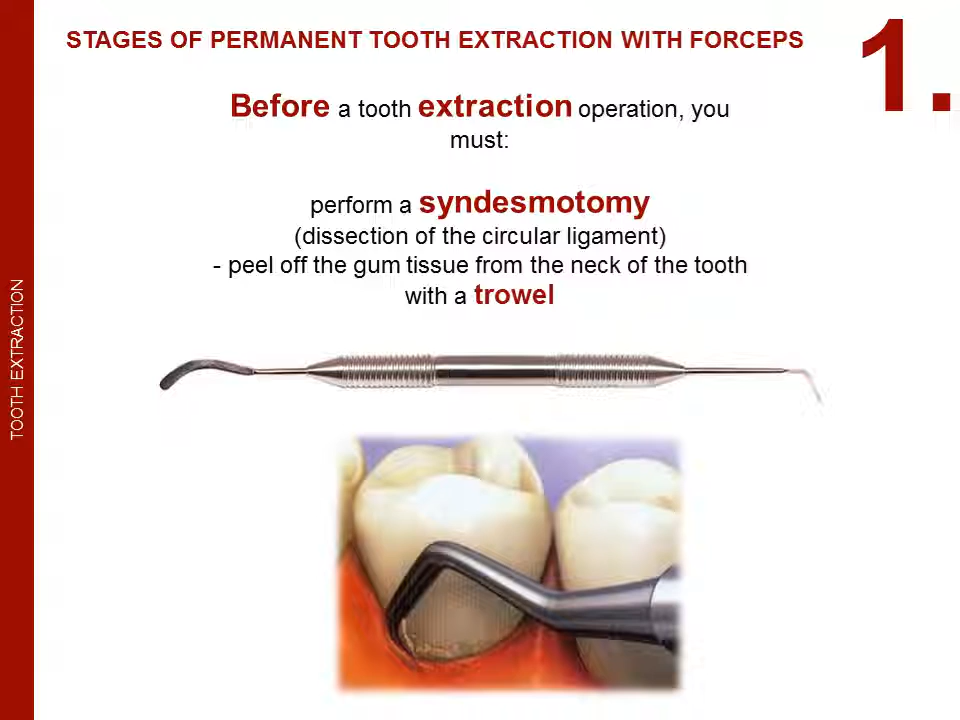 STAGES OF PERMANENT TOOTH EXTRACTION WITH FORCEPS
1.
Before a tooth extraction operation, you
must:
perform a syndesmotomy
(dissection of the circular ligament)
- peel off the gum tissue from the neck of the tooth
with a trowel
TOOTH EXTRACTION